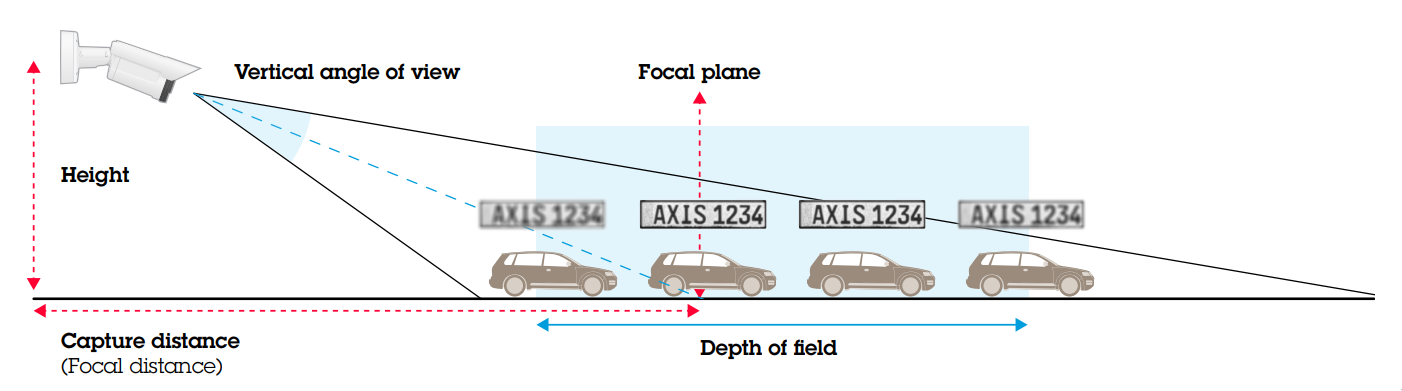 Vertical angle of view
Focal plane
Height
AXIS 1234
AXIS 1234
AXIS 1234
AXIS 1234
Capture distance
(Focal distance)
Depth of field